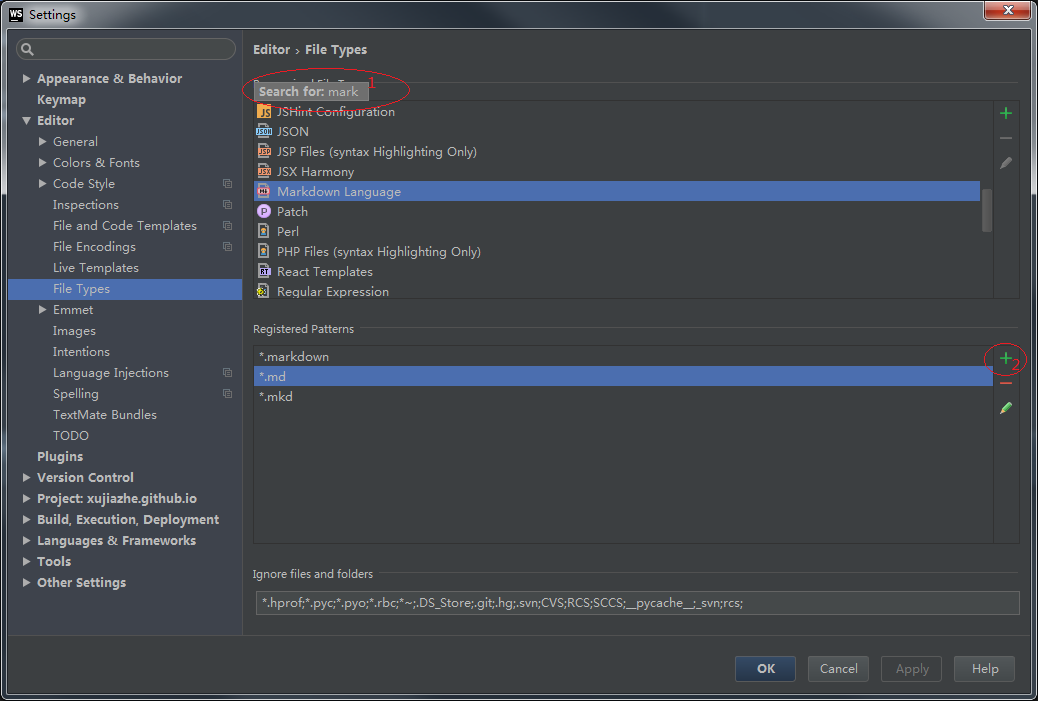 WS Settings
Editor › File Types
Appearance & Behavior
Keymap
Editor
General
Colors & Fonts
Code Style
Inspections
File and Code Templates
File Encodings
Live Templates
File Types
Emmet
Images
Intentions
Language Injections
Spelling
TextMate Bundles
TODO
Plugins
Version Control
Project: xujiazhe.github.io
Build, Execution, Deployment
Languages & Frameworks
Tools
Other Settings
Search for: mark
1
JSHint Configuration
JSON
JSP Files (syntax Highlighting Only)
JSX Harmony
Markdown Language
Patch
Perl
PHP Files (syntax Highlighting Only)
React Templates
Regular Expression
Registered Patterns
*.markdown
2
*.md
*.mkd
Ignore files and folders
*.hprof;*.pyc;*.pyo;*.rbc;*~;.DS_Store;.git;.hg;.svn;CVS;RCS;SCCS;__pycache__;_svn;rcs;
OK
Cancel
Apply
Help